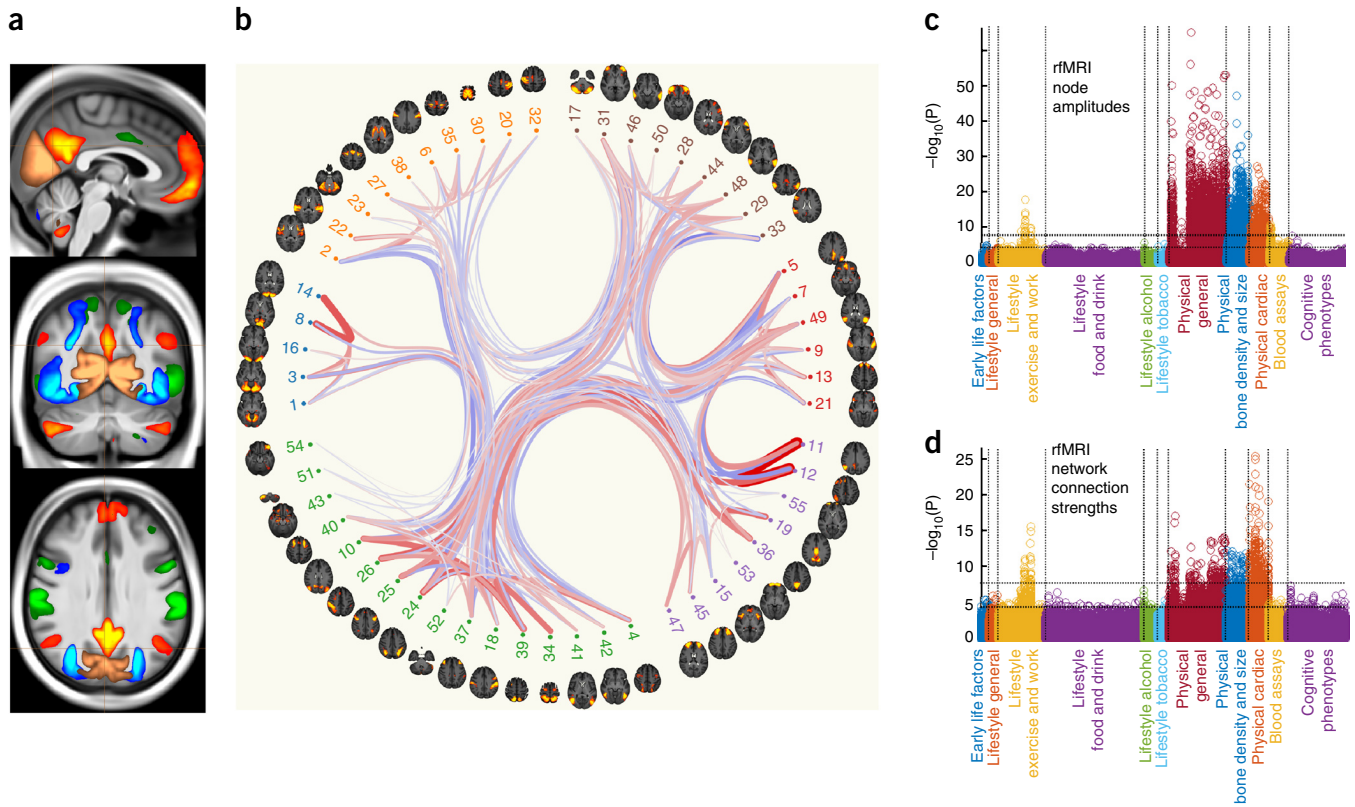 a
b
c
d
32
20
30
35
6
38
27
23
22
2
14
8
16
3
1
54
51
43
40
10
26
25
24
52
37
18
39
34
41
42
4
47
45
15
53
36
19
55
12
11
21
13
9
49
7
5
33
29
48
44
28
50
46
31
17
rfMRI
node
amplitudes
–log10(P)
50
40
30
20
10
0
Early life factors
Lifestyle general
Lifestyle
exercise and work
Lifestyle
food and drink
Lifestyle alcohol
Lifestyle tobacco
Physical
general
Physical
bone density and size
Physical cardiac
Blood assays
Cognitive
phenotypes
rfMRI
network
connection
strengths
–log10(P)
25
20
15
10
5
0
Early life factors
Lifestyle general
Lifestyle
exercise and work
Lifestyle
food and drink
Lifestyle alcohol
Lifestyle tobacco
Physical
general
Physical
bone density and size
Physical cardiac
Blood assays
Cognitive
phenotypes